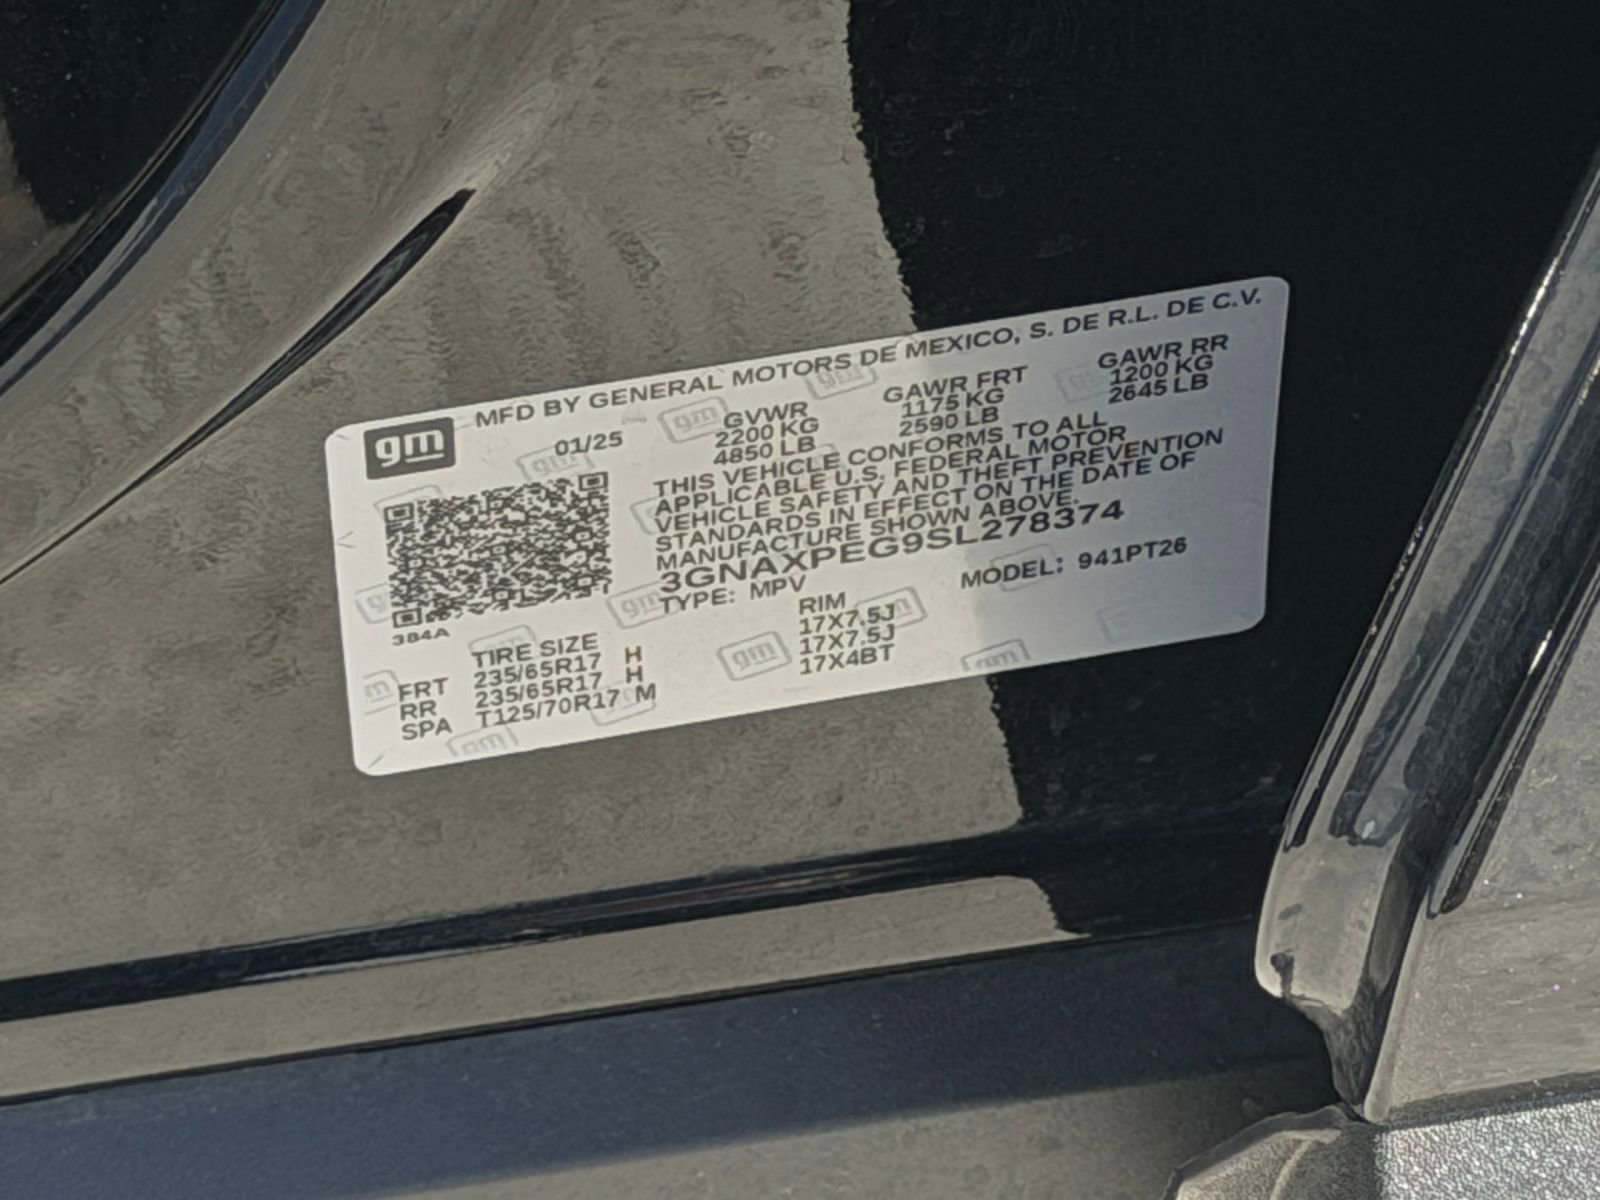 gm
MFD BY GENERAL MOTORS DE MEXICO, S. DE R.L. DE C.V.
01/25
GVWR
2200 KG
4850 LB
GAWR FRT
1175 KG
2590 LB
GAWR RR
1200 KG
2645 LB
THIS VEHICLE CONFORMS TO ALL
APPLICABLE U.S. FEDERAL MOTOR
VEHICLE SAFETY AND THEFT PREVENTION
STANDARDS IN EFFECT ON THE DATE OF
MANUFACTURE SHOWN ABOVE.
3GNAXPEG9SL278374
TYPE: MPV
MODEL: 941PT26
384A
TIRE SIZE
RIM
FRT 235/65R17 H 17X7.5J
RR 235/65R17 H 17X7.5J
SPA T125/70R17 M 17X4BT